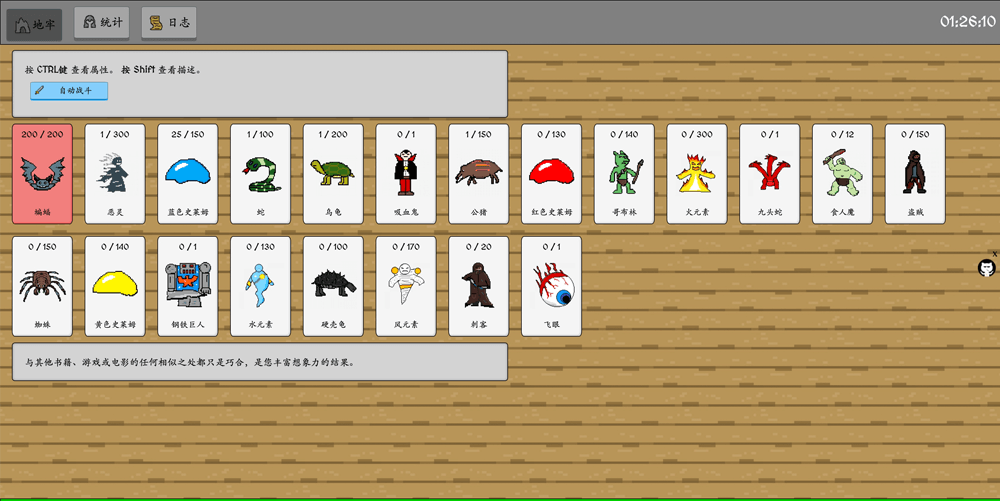 地牢 统计 日志 01:26:10
按 CTRL键 查看属性。 按 Shift 查看描述。
自动战斗
200 / 200 1 / 300 25 / 150 1 / 100 1 / 200 0 / 1 1 / 150 0 / 130 0 / 140 0 / 300 0 / 1 0 / 12 0 / 150
蝙蝠 恶灵 蓝色史莱姆 蛇 乌龟 吸血鬼 公猪 红色史莱姆 哥布林 火元素 九头蛇 食人魔 盗贼
0 / 150 0 / 140 0 / 1 0 / 130 0 / 100 0 / 170 0 / 20 0 / 1
x
蜘蛛 黄色史莱姆 钢铁巨人 水元素 硬壳龟 风元素 刺客 飞眼
与其他书籍、游戏或电影的任何相似之处都只是巧合，是您丰富想象力的结果。